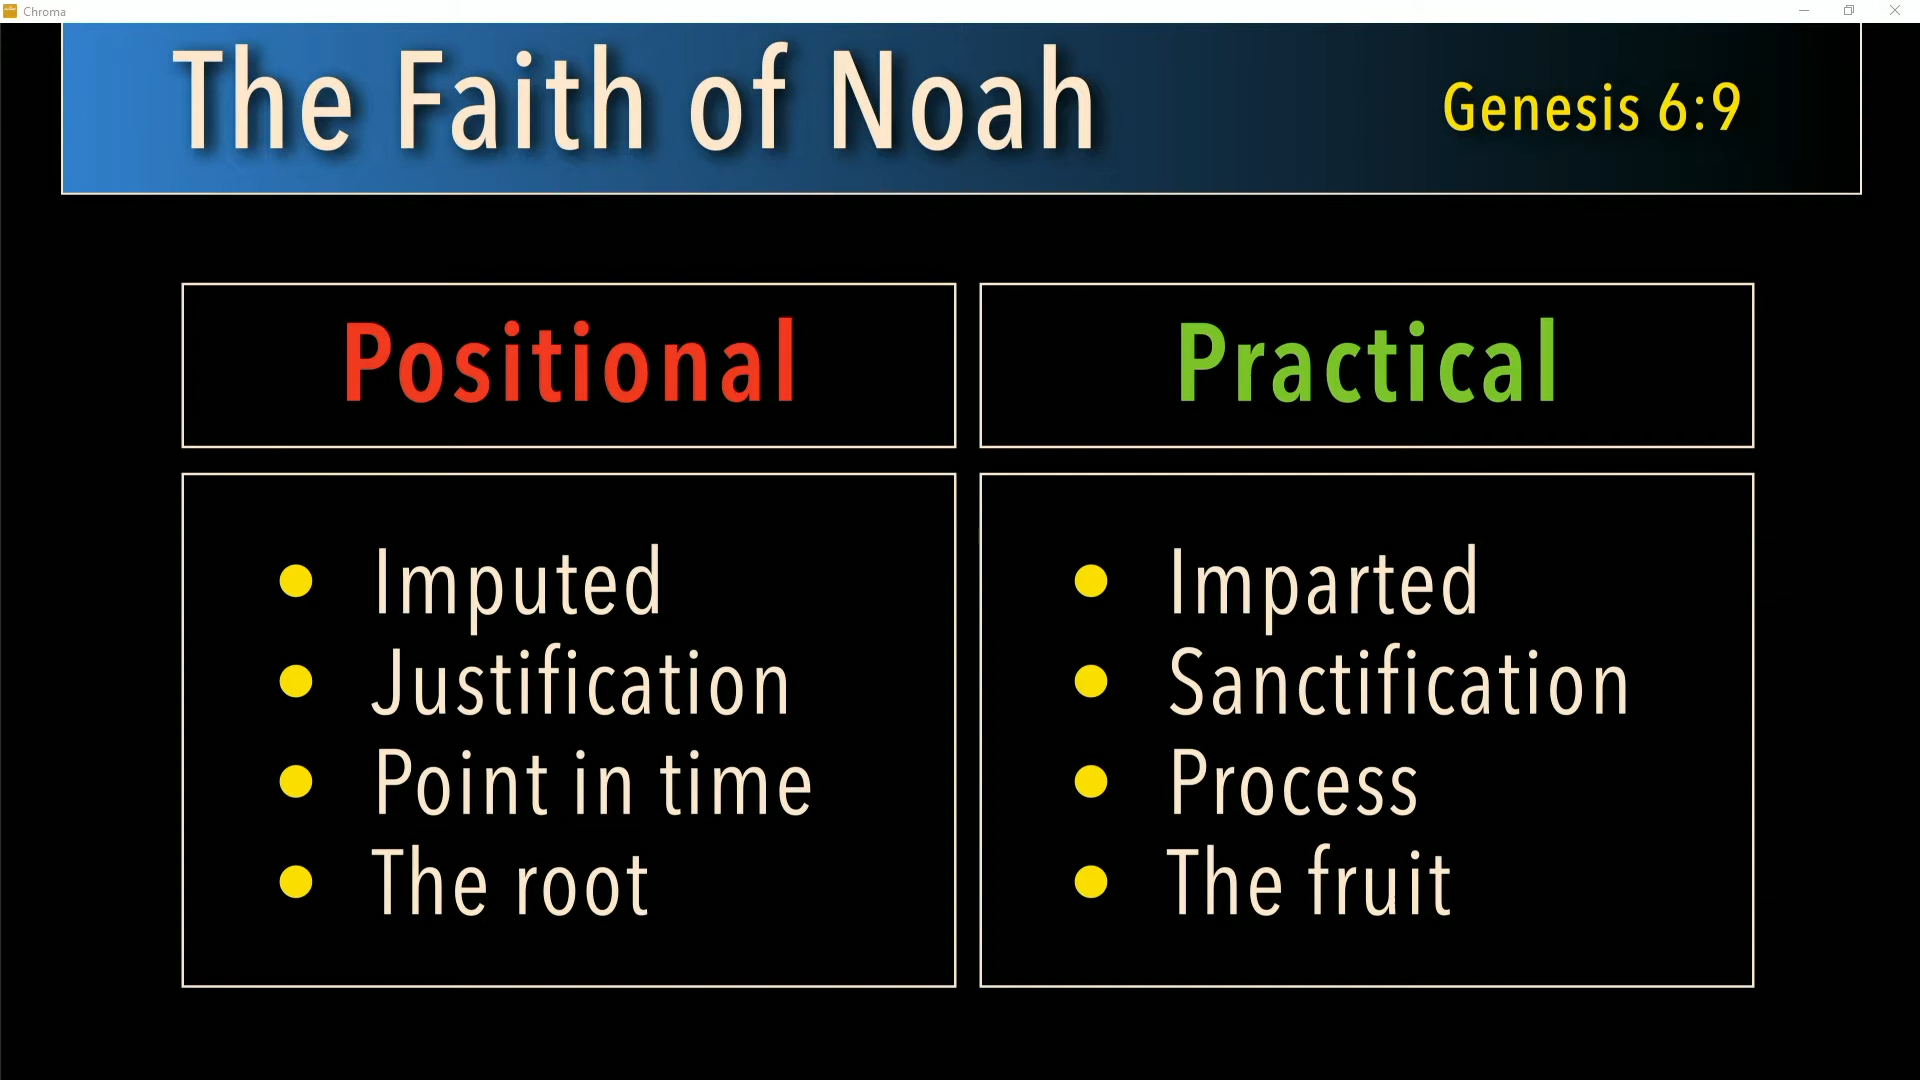 Chroma
The Faith of Noah
Genesis 6:9
Positional
Practical
Imputed
Justification
Point in time
The root
Imparted
Sanctification
Process
The fruit